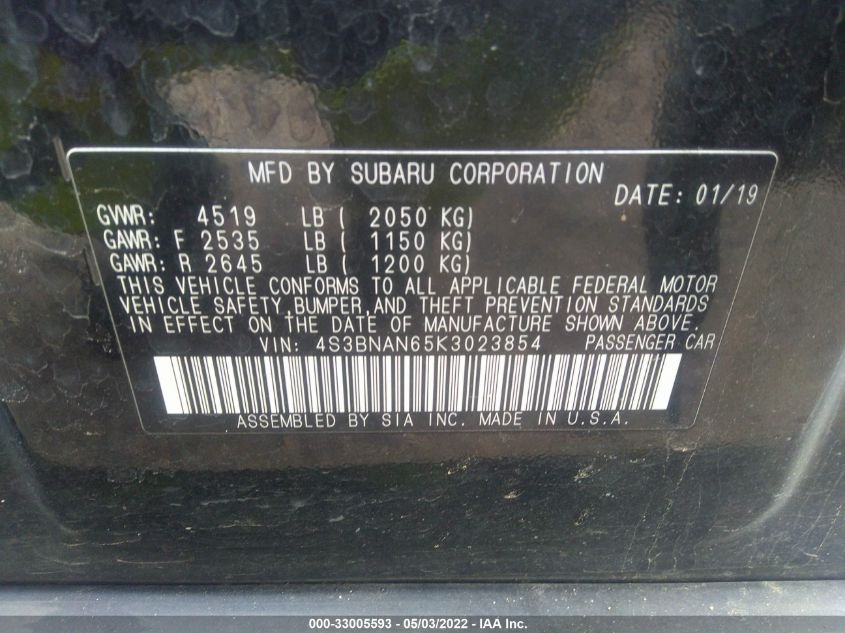 MFD BY SUBARU CORPORATION
DATE: 01/19
GVWR: 4519 LB ( 2050 KG)
GAWR: F 2535 LB ( 1150 KG)
GAWR: R 2645 LB ( 1200 KG)
THIS VEHICLE CONFORMS TO ALL APPLICABLE FEDERAL MOTOR
VEHICLE SAFETY,BUMPER,AND THEFT PREVENTION STANDARDS
IN EFFECT ON THE DATE OF MANUFACTURE SHOWN ABOVE.
VIN: 4S3BNAN65K3023854 PASSENGER CAR
ASSEMBLED BY SIA INC. MADE IN U.S.A.
000-33005593 - 05/03/2022 - IAA Inc.